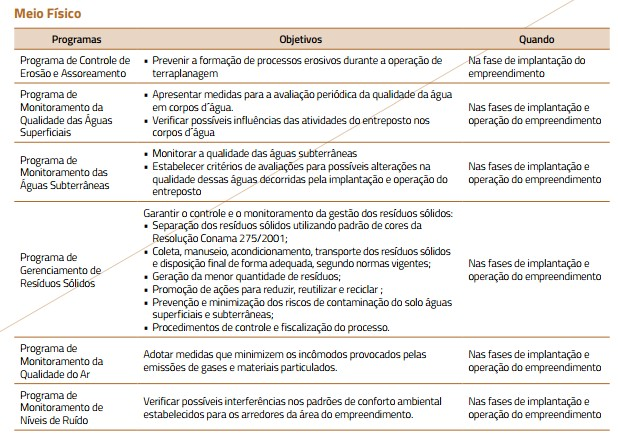 Meio Físico
Programas Objetivos Quando
Programa de Controle de
Erosão e Assoreamento
▪ Prevenir a formação de processos erosivos durante a operação de
terraplanagem
Na fase de implantação do
empreendimento
Programa de
Monitoramento da
Qualidade das Águas
Superficiais
▪ Apresentar medidas para a avaliação periódica da qualidade da água
em corpos d´água.
▪ Verificar possíveis influências das atividades do entreposto nos
corpos d´água
Nas fases de implantação e
operação do empreendimento
Programa de
Monitoramento das
Águas Subterrâneas
▪ Monitorar a qualidade das águas subterrâneas
▪ Estabelecer critérios de avaliações para possíveis alterações na
qualidade dessas águas decorridas pela implantação e operação do
entreposto
Nas fases de implantação e
operação do empreendimento
Programa de
Gerenciamento de
Resíduos Sólidos
Garantir o controle e o monitoramento da gestão dos resíduos sólidos:
▪ Separação dos resíduos sólidos utilizando padrão de cores da
Resolução Conama 275/2001;
▪ Coleta, manuseio, acondicionamento, transporte dos resíduos sólidos
e disposição final de forma adequada, segundo normas vigentes;
▪ Geração da menor quantidade de resíduos;
▪ Promoção de ações para reduzir, reutilizar e reciclar ;
▪ Prevenção e minimização dos riscos de contaminação do solo águas
superficiais e subterrâneas;
▪ Procedimentos de controle e fiscalização do processo.
Nas fases de implantação e
operação do empreendimento
Programa de
Monitoramento da
Qualidade do Ar
Adotar medidas que minimizem os incômodos provocados pelas
emissões de gases e materiais particulados.
Nas fases de implantação e
operação do empreendimento
Programa de
Monitoramento de
Níveis de Ruído
Verificar possíveis interferências nos padrões de conforto ambiental
estabelecidos para os arredores da área do empreendimento.
Nas fases de implantação e
operação do empreendimento